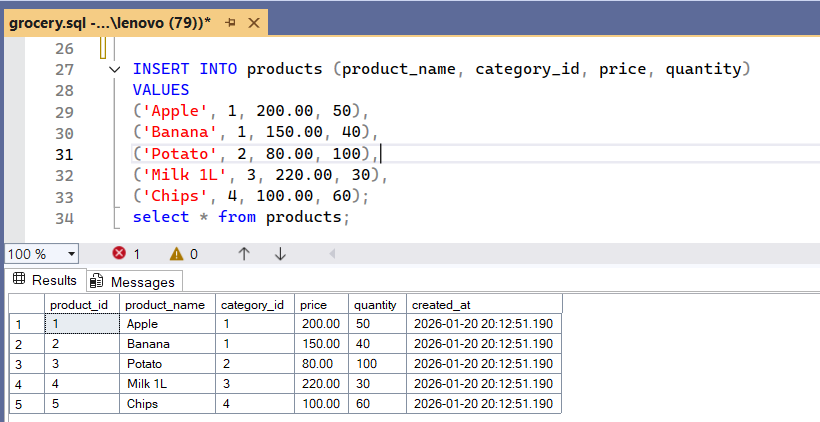 grocery.sql -...\lenovo (79))*
26
27 INSERT INTO products (product_name, category_id, price, quantity)
28 VALUES
29 ('Apple', 1, 200.00, 50),
30 ('Banana', 1, 150.00, 40),
31 ('Potato', 2, 80.00, 100),
32 ('Milk 1L', 3, 220.00, 30),
33 ('Chips', 4, 100.00, 60);
34 select * from products;
100 % 1 0
Results Messages
product_id product_name category_id price quantity created_at
1 1 Apple 1 200.00 50 2026-01-20 20:12:51.190
2 2 Banana 1 150.00 40 2026-01-20 20:12:51.190
3 3 Potato 2 80.00 100 2026-01-20 20:12:51.190
4 4 Milk 1L 3 220.00 30 2026-01-20 20:12:51.190
5 5 Chips 4 100.00 60 2026-01-20 20:12:51.190